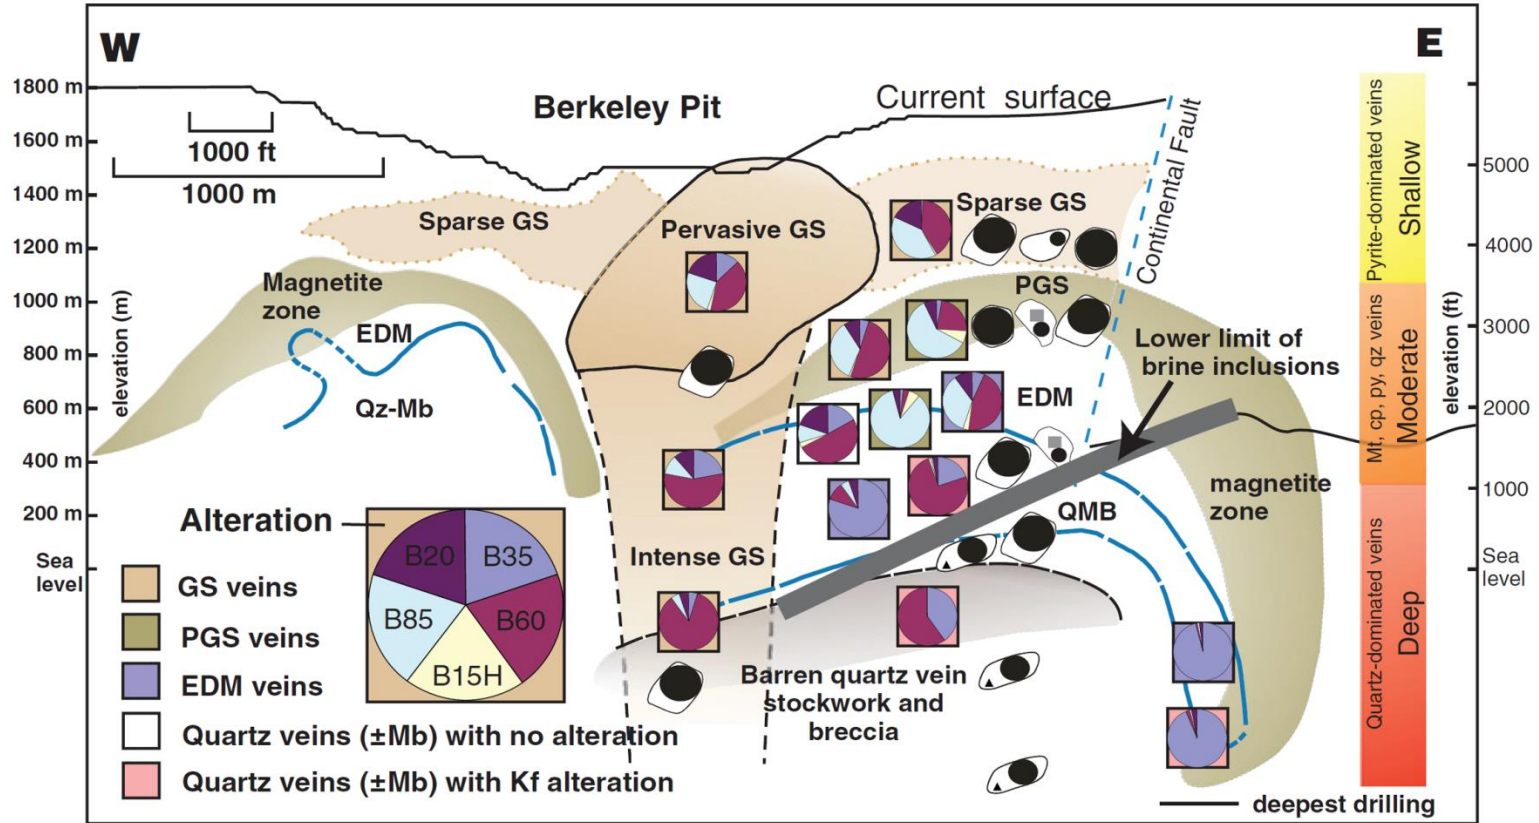 W
E
1800 m
1600 m
1400 m
1200 m
1000 m
800 m
600 m
400 m
200 m
Sea
level
elevation (m)
1000 ft
1000 m
Berkeley Pit
Current surface
Continental Fault
Sparse GS
Pervasive GS
Sparse GS
Magnetite
zone
EDM
Qz-Mb
PGS
Lower limit of
brine inclusions
EDM
QMB
magnetite
zone
Intense GS
Barren quartz vein
stockwork and
breccia
Alteration
B20
B35
B85
B60
B15H
GS veins
PGS veins
EDM veins
Quartz veins (±Mb) with no alteration
Quartz veins (±Mb) with Kf alteration
Pyrite-dominated veins
Shallow
Mt, cp, py, qz veins
Moderate
Quartz-dominated veins
Deep
5000
4000
3000
2000
1000
Sea
level
elevation (ft)
deepest drilling